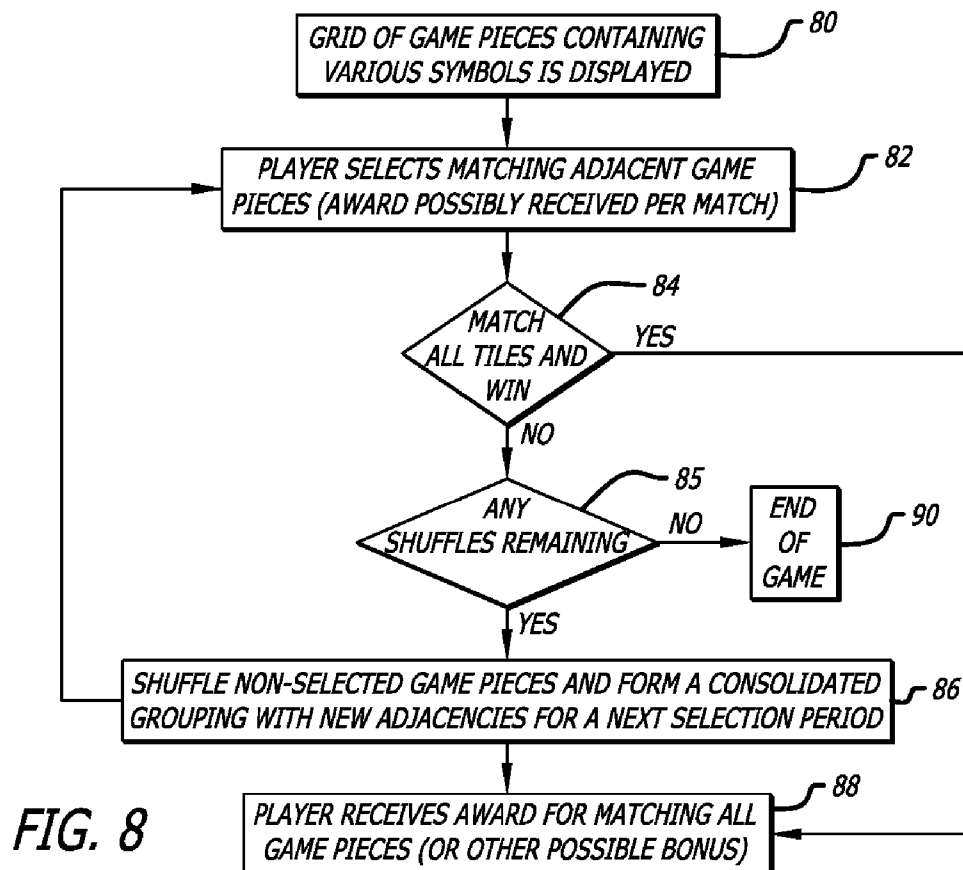 GRID OF GAME PIECES CONTAINING
VARIOUS SYMBOLS IS DISPLAYED
80
PLAYER SELECTS MATCHING ADJACENT GAME
PIECES (AWARD POSSIBLY RECEIVED PER MATCH)
82
MATCH
ALL TILES AND
WIN
84
YES
NO
ANY
SHUFFLES REMAINING
85
NO
END
OF
GAME
90
YES
SHUFFLE NON-SELECTED GAME PIECES AND FORM A CONSOLIDATED
GROUPING WITH NEW ADJACENCIES FOR A NEXT SELECTION PERIOD
86
PLAYER RECEIVES AWARD FOR MATCHING ALL
GAME PIECES (OR OTHER POSSIBLE BONUS)
88
FIG. 8